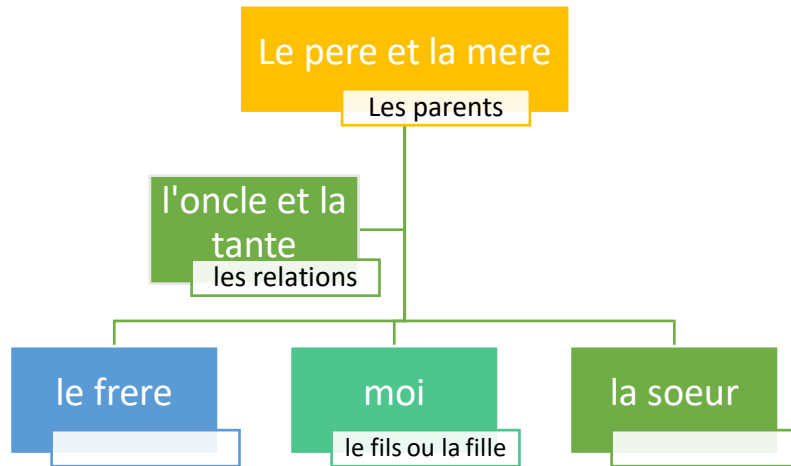 Le pere et la mere
Les parents
l'oncle et la
tante
les relations
le frere
moi
le fils ou la fille
la soeur